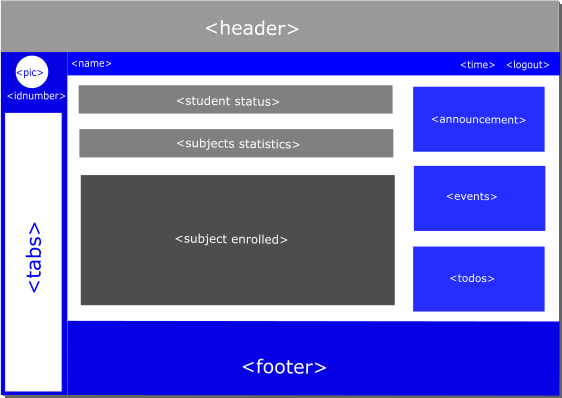 <header>
<pic>
<idnumber>
<name>
<time>
<logout>
<student status>
<subjects statistics>
<subject enrolled>
<announcement>
<events>
<todos>
<tabs>
<footer>